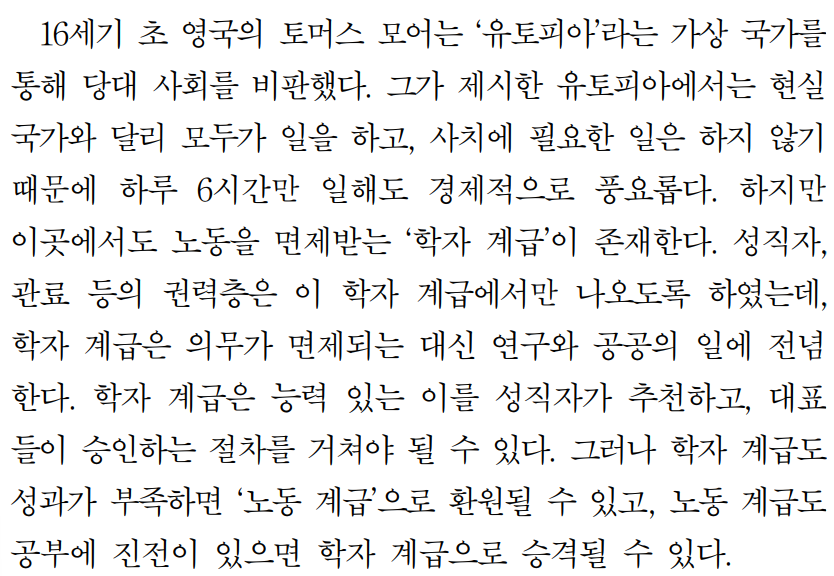 16세기 초 영국의 토머스 모어는 ‘유토피아’라는 가상 국가를
통해 당대 사회를 비판했다. 그가 제시한 유토피아에서는 현실
국가와 달리 모두가 일을 하고, 사치에 필요한 일은 하지 않기
때문에 하루 6시간만 일해도 경제적으로 풍요롭다. 하지만
이곳에서도 노동을 면제받는 ‘학자 계급’이 존재한다. 성직자,
관료 등의 권력층은 이 학자 계급에서만 나오도록 하였는데,
학자 계급은 의무가 면제되는 대신 연구와 공공의 일에 전념
한다. 학자 계급은 능력 있는 이를 성직자가 추천하고, 대표
들이 승인하는 절차를 거쳐야 될 수 있다. 그러나 학자 계급도
성과가 부족하면 ‘노동 계급’으로 환원될 수 있고, 노동 계급도
공부에 진전이 있으면 학자 계급으로 승격될 수 있다.